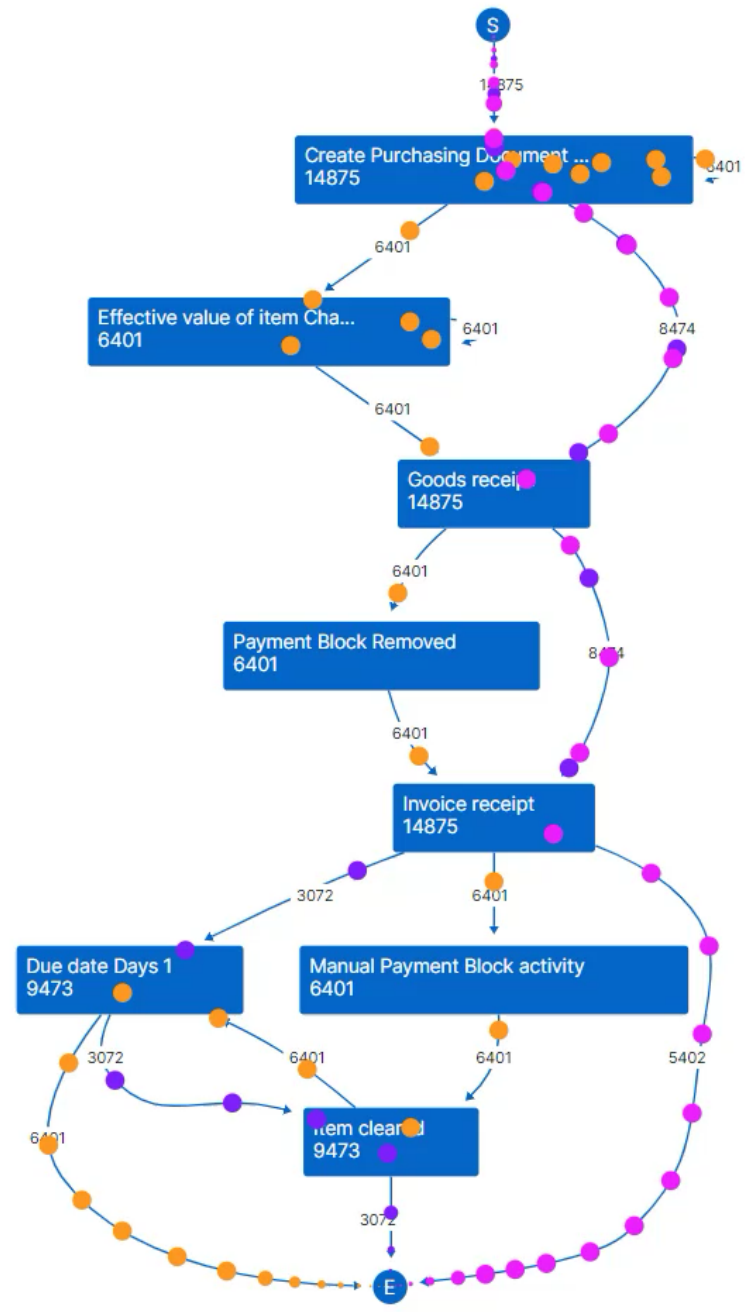 S
14875
Create Purchasing Document ...
14875
6401
6401
Effective value of item Cha...
6401
6401
8474
6401
Goods receipt
14875
6401
Payment Block Removed
6401
8474
6401
Invoice receipt
14875
3072
6401
Due date Days 1
9473
Manual Payment Block activity
6401
3072
6401
6401
5402
6401
Item cleared
9473
3072
E